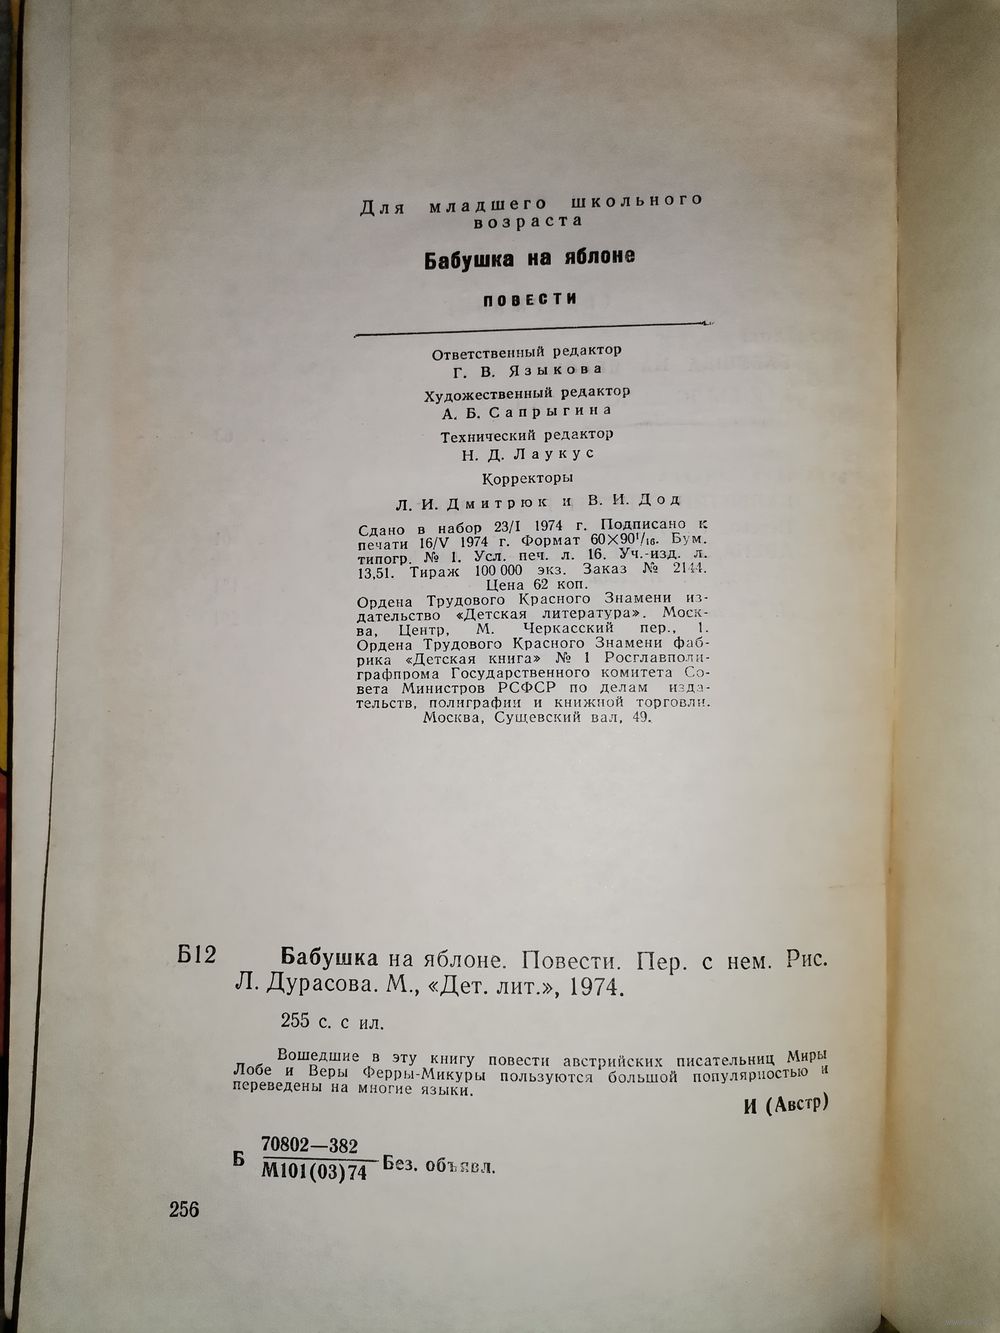 Для младшего школьного
возраста
Бабушка на яблоне
ПОВЕСТИ
Ответственный редактор
Г. В. Языкова
Художественный редактор
А. Б. Сапрыгина
Технический редактор
Н. Д. Лаукус
Корректоры
Л. И. Дмитрюк и В. И. Дод
Сдано в набор 23/I 1974 г. Подписано к
печати 16/V 1974 г. Формат 60×90¹/₁₆. Бум.
типогр. № 1. Усл. печ. л. 16. Уч.-изд. л.
13,51. Тираж 100 000 экз. Заказ № 2144.
Цена 62 коп.
Ордена Трудового Красного Знамени из-
дательство «Детская литература». Моск-
ва, Центр, М. Черкасский пер., 1.
Ордена Трудового Красного Знамени фаб-
рика «Детская книга» № 1 Росглавполи-
графпрома Государственного комитета Со-
вета Министров РСФСР по делам изда-
тельств, полиграфии и книжной торговли.
Москва, Сущевский вал, 49.
Б12 Бабушка на яблоне. Повести. Пер. с нем. Рис.
Л. Дурасова. М., «Дет. лит.», 1974.
255 с. с ил.
Вошедшие в эту книгу повести австрийских писательниц Миры
Лобе и Веры Ферры-Микуры пользуются большой популярностью и
переведены на многие языки.
И (Австр)
70802—382
Б М101(03)74 Без. объявл.
256